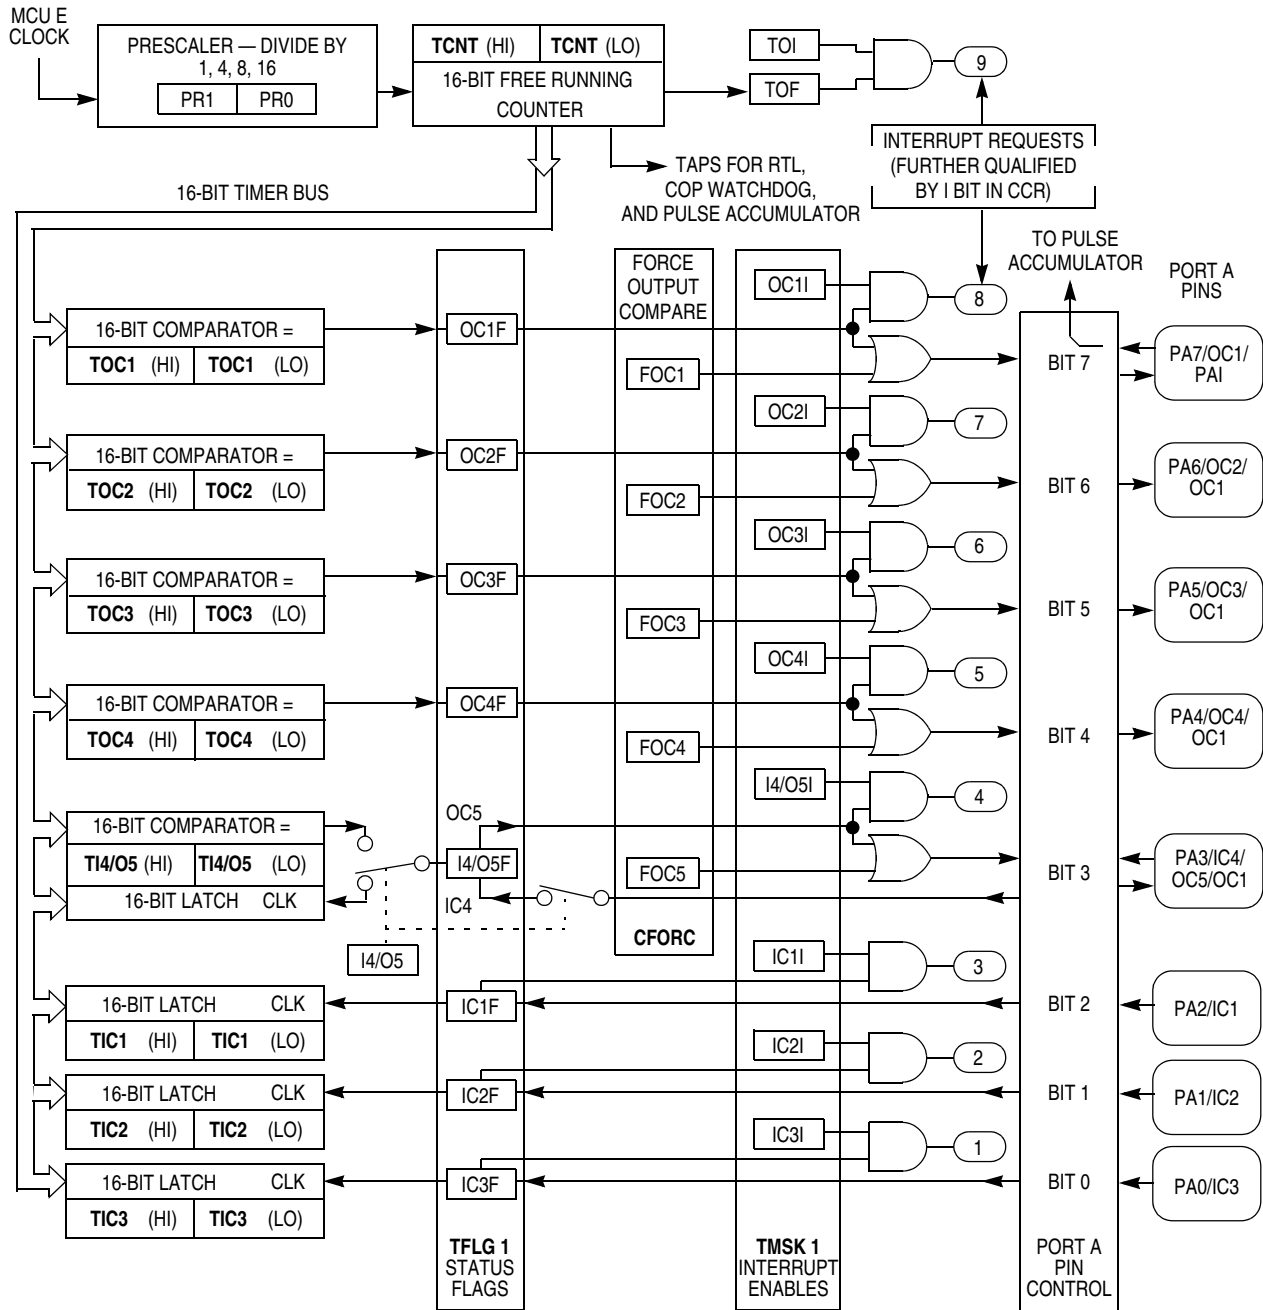 MCU E
CLOCK
PRESCALER — DIVIDE BY
1, 4, 8, 16
PR1 PR0
TCNT (HI) TCNT (LO)
16-BIT FREE RUNNING
COUNTER
TOI
TOF
9
INTERRUPT REQUESTS
(FURTHER QUALIFIED
BY I BIT IN CCR)
TAPS FOR RTL,
COP WATCHDOG,
AND PULSE ACCUMULATOR
16-BIT TIMER BUS
TO PULSE
ACCUMULATOR
PORT A
PINS
FORCE
OUTPUT
COMPARE
OC1I
8
16-BIT COMPARATOR =
TOC1 (HI) TOC1 (LO)
OC1F
FOC1
BIT 7
PA7/OC1/
PAI
OC2I
7
16-BIT COMPARATOR =
TOC2 (HI) TOC2 (LO)
OC2F
FOC2
BIT 6
PA6/OC2/
OC1
OC3I
6
16-BIT COMPARATOR =
TOC3 (HI) TOC3 (LO)
OC3F
FOC3
BIT 5
PA5/OC3/
OC1
OC4I
5
16-BIT COMPARATOR =
TOC4 (HI) TOC4 (LO)
OC4F
FOC4
BIT 4
PA4/OC4/
OC1
I4/O5I
4
16-BIT COMPARATOR =
TI4/O5 (HI) TI4/O5 (LO)
16-BIT LATCH CLK
OC5
I4/O5F
IC4
FOC5
BIT 3
PA3/IC4/
OC5/OC1
CFORC
I4/O5
IC1I
3
16-BIT LATCH CLK
TIC1 (HI) TIC1 (LO)
IC1F
BIT 2
PA2/IC1
IC2I
2
16-BIT LATCH CLK
TIC2 (HI) TIC2 (LO)
IC2F
BIT 1
PA1/IC2
IC3I
1
16-BIT LATCH CLK
TIC3 (HI) TIC3 (LO)
IC3F
BIT 0
PA0/IC3
TFLG 1
STATUS
FLAGS
TMSK 1
INTERRUPT
ENABLES
PORT A
PIN
CONTROL